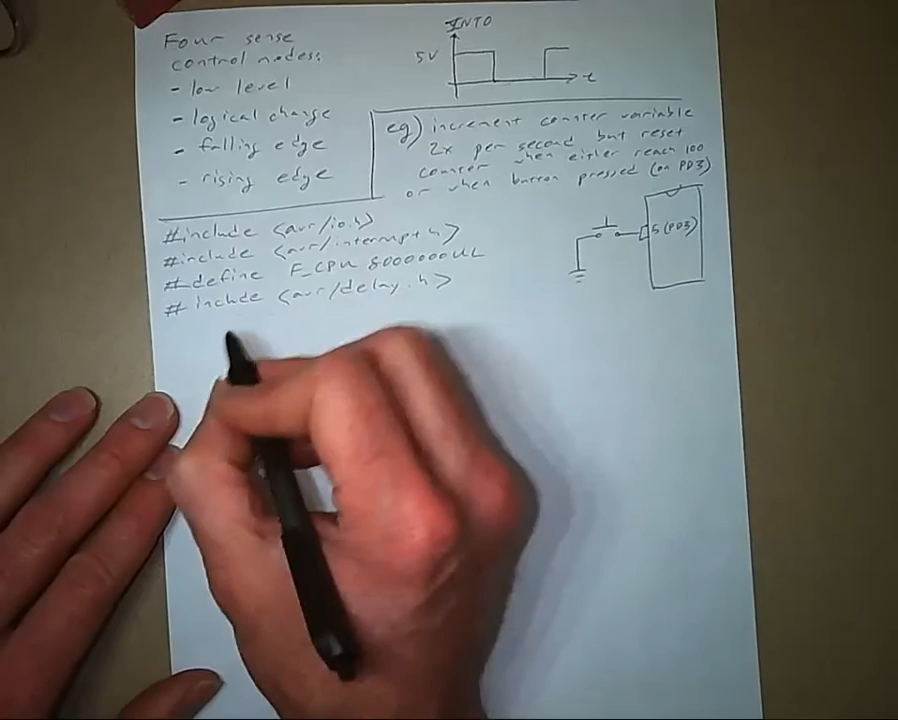 Four sense
control modes:
- low level
- logical change
- falling edge
- rising edge
INT0
5V
t
eg) increment counter variable
2x per second but reset
counter when either reach 100
or when button pressed (on PD3)
5 (PD3)
#include <avr/io.h>
#include <avr/interrupt.h>
#define F_CPU 8000000UL
#include <avr/delay.h>